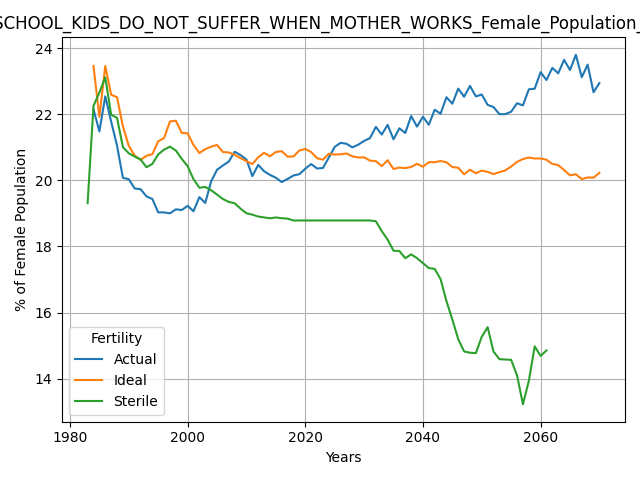 SCHOOL_KIDS_DO_NOT_SUFFER_WHEN_MOTHER_WORKS_Female_Population_
24
22
20
18
16
14
% of Female Population
Fertility
Actual
Ideal
Sterile
1980
2000
2020
2040
2060
Years